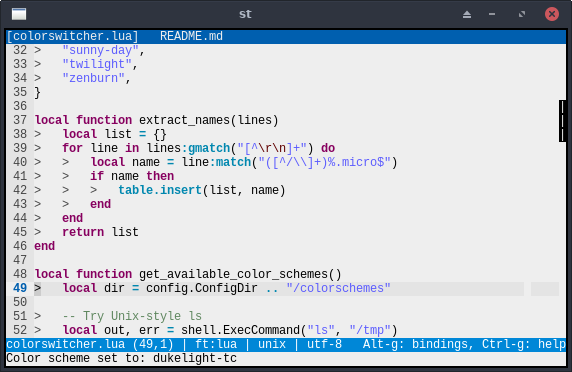 st
[colorswitcher.lua]   README.md
32 >   "sunny-day",
33 >   "twilight",
34 >   "zenburn",
35 }
36
37 local function extract_names(lines)
38 >   local list = {}
39 >   for line in lines:gmatch("[^\r\n]+") do
40 >   >   local name = line:match("([^/\\]+)%.micro$")
41 >   >   if name then
42 >   >   >   table.insert(list, name)
43 >   >   end
44 >   end
45 >   return list
46 end
47
48 local function get_available_color_schemes()
49 >   local dir = config.ConfigDir .. "/colorschemes"
50
51 >   -- Try Unix-style ls
52 >   local out, err = shell.ExecCommand("ls", "/tmp")
colorswitcher.lua (49,1) | ft:lua | unix | utf-8   Alt-g: bindings, Ctrl-g: help
Color scheme set to: dukelight-tc